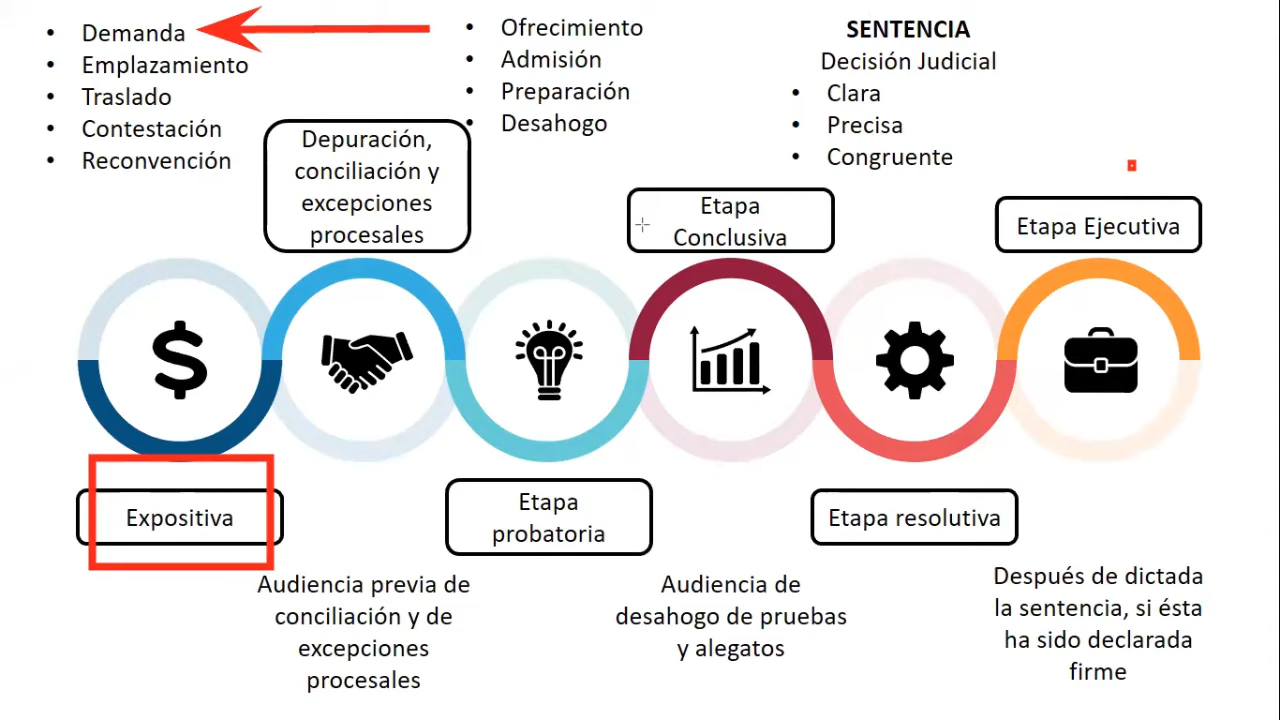 • Demanda
• Emplazamiento
• Traslado
• Contestación
• Reconvención
Depuración,
conciliación y
excepciones
procesales
• Ofrecimiento
• Admisión
• Preparación
• Desahogo
Etapa
Conclusiva
SENTENCIA
Decisión Judicial
• Clara
• Precisa
• Congruente
Etapa Ejecutiva
Expositiva
Audiencia previa de
conciliación y de
excepciones
procesales
Etapa
probatoria
Audiencia de
desahogo de pruebas
y alegatos
Etapa resolutiva
Después de dictada
la sentencia, si ésta
ha sido declarada
firme